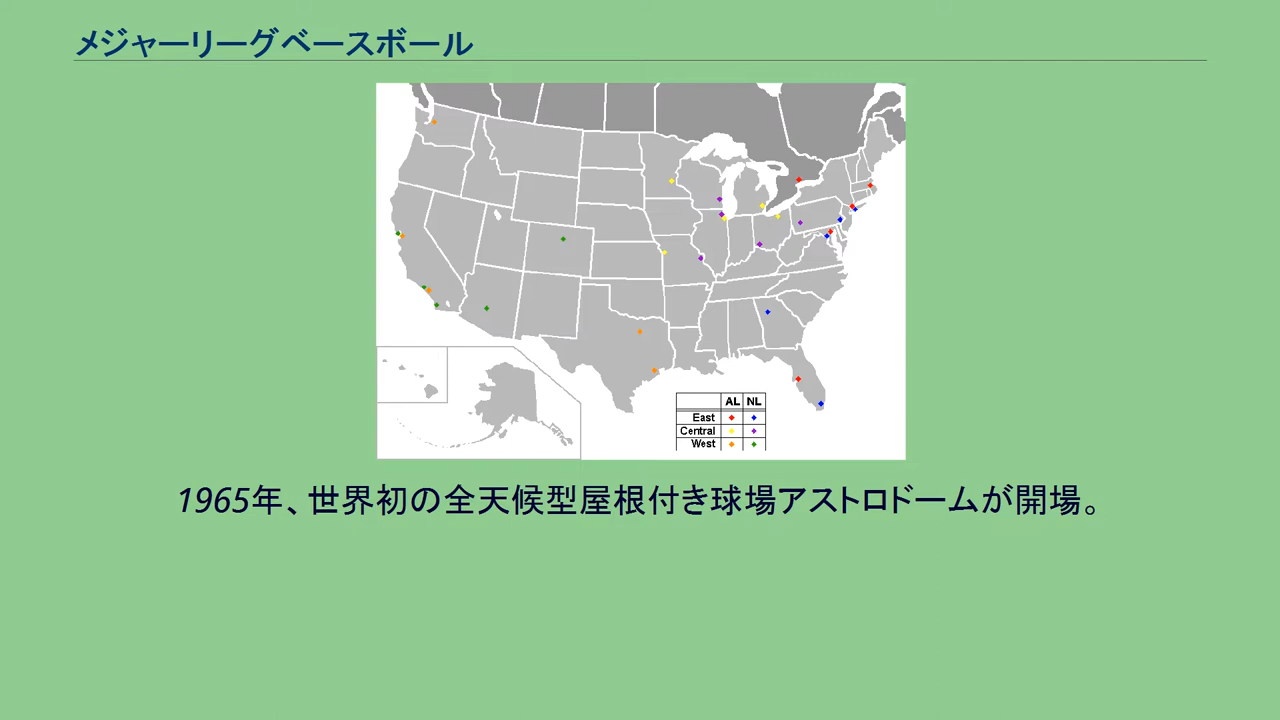 メジャーリーグベースボール
AL NL
East
Central
West
1965年、世界初の全天候型屋根付き球場アストロドームが開場。